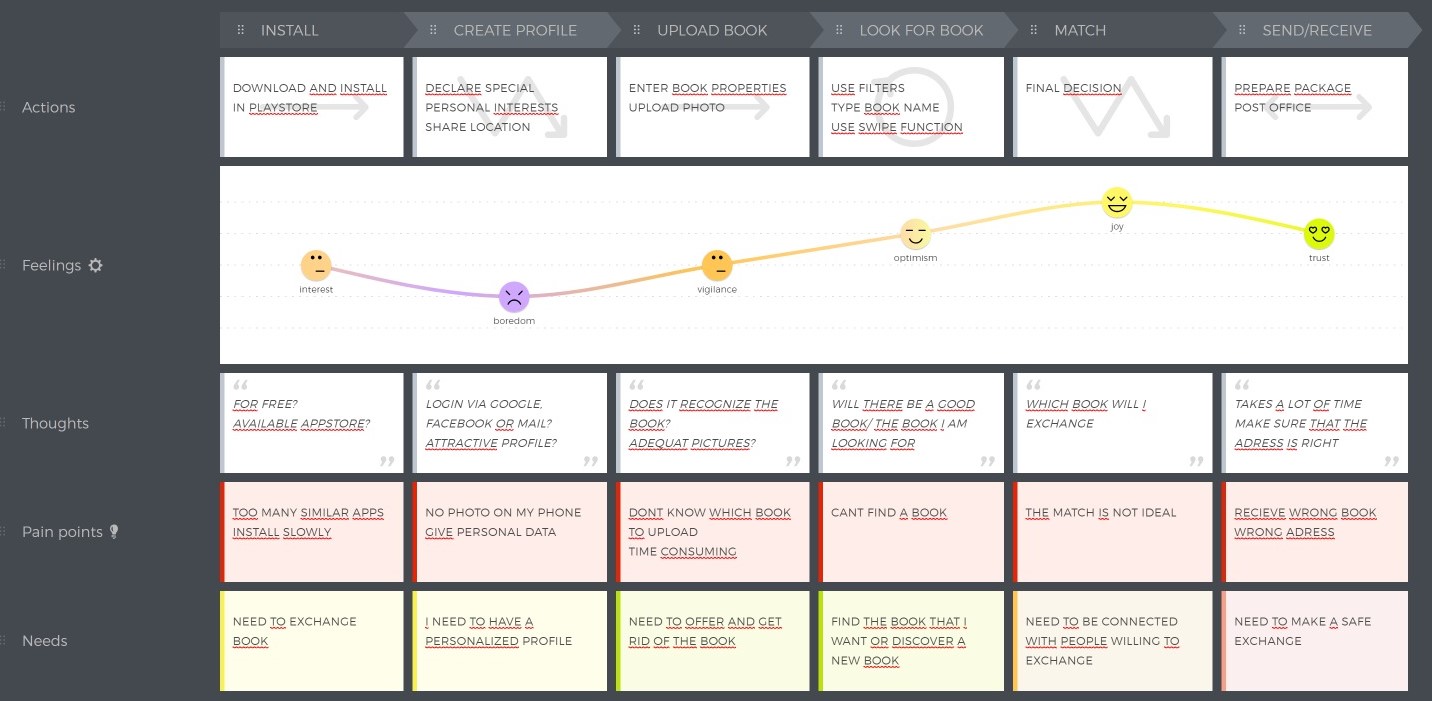 INSTALL
CREATE PROFILE
UPLOAD BOOK
LOOK FOR BOOK
MATCH
SEND/RECEIVE
Actions
DOWNLOAD AND INSTALL
IN PLAYSTORE
DECLARE SPECIAL
PERSONAL INTERESTS
SHARE LOCATION
ENTER BOOK PROPERTIES
UPLOAD PHOTO
USE FILTERS
TYPE BOOK NAME
USE SWIPE FUNCTION
FINAL DECISION
PREPARE PACKAGE
POST OFFICE
Feelings
interest
boredom
vigilance
optimism
joy
trust
Thoughts
“
FOR FREE?
AVAILABLE APPSTORE?
”
“
LOGIN VIA GOOGLE,
FACEBOOK OR MAIL?
ATTRACTIVE PROFILE?
”
“
DOES IT RECOGNIZE THE
BOOK?
ADEQUAT PICTURES?
”
“
WILL THERE BE A GOOD
BOOK/ THE BOOK I AM
LOOKING FOR
”
“
WHICH BOOK WILL I
EXCHANGE
”
“
TAKES A LOT OF TIME
MAKE SURE THAT THE
ADRESS IS RIGHT
”
Pain points
TOO MANY SIMILAR APPS
INSTALL SLOWLY
NO PHOTO ON MY PHONE
GIVE PERSONAL DATA
DONT KNOW WHICH BOOK
TO UPLOAD
TIME CONSUMING
CANT FIND A BOOK
THE MATCH IS NOT IDEAL
RECIEVE WRONG BOOK
WRONG ADRESS
Needs
NEED TO EXCHANGE
BOOK
I NEED TO HAVE A
PERSONALIZED PROFILE
NEED TO OFFER AND GET
RID OF THE BOOK
FIND THE BOOK THAT I
WANT OR DISCOVER A
NEW BOOK
NEED TO BE CONNECTED
WITH PEOPLE WILLING TO
EXCHANGE
NEED TO MAKE A SAFE
EXCHANGE